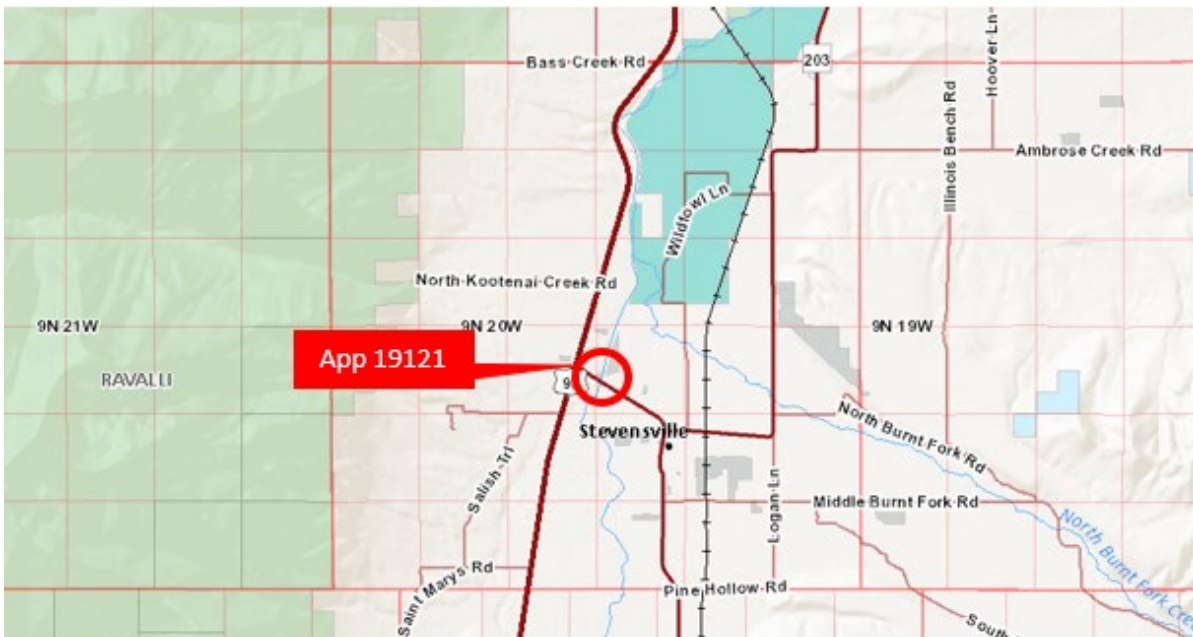 Bass Creek Rd
203
Hoover Ln
Illinois Bench Rd
Ambrose Creek Rd
Wildfowl Ln
North Kootenai Creek Rd
9N 21W
9N 20W
9N 19W
App 19121
RAVALLI
9
Stevensville
Salish Trl
North Burnt Fork Rd
Logan Ln
Middle Burnt Fork Rd
North Burnt Fork Cre
Saint Marys Rd
Pine Hollow Rd
South